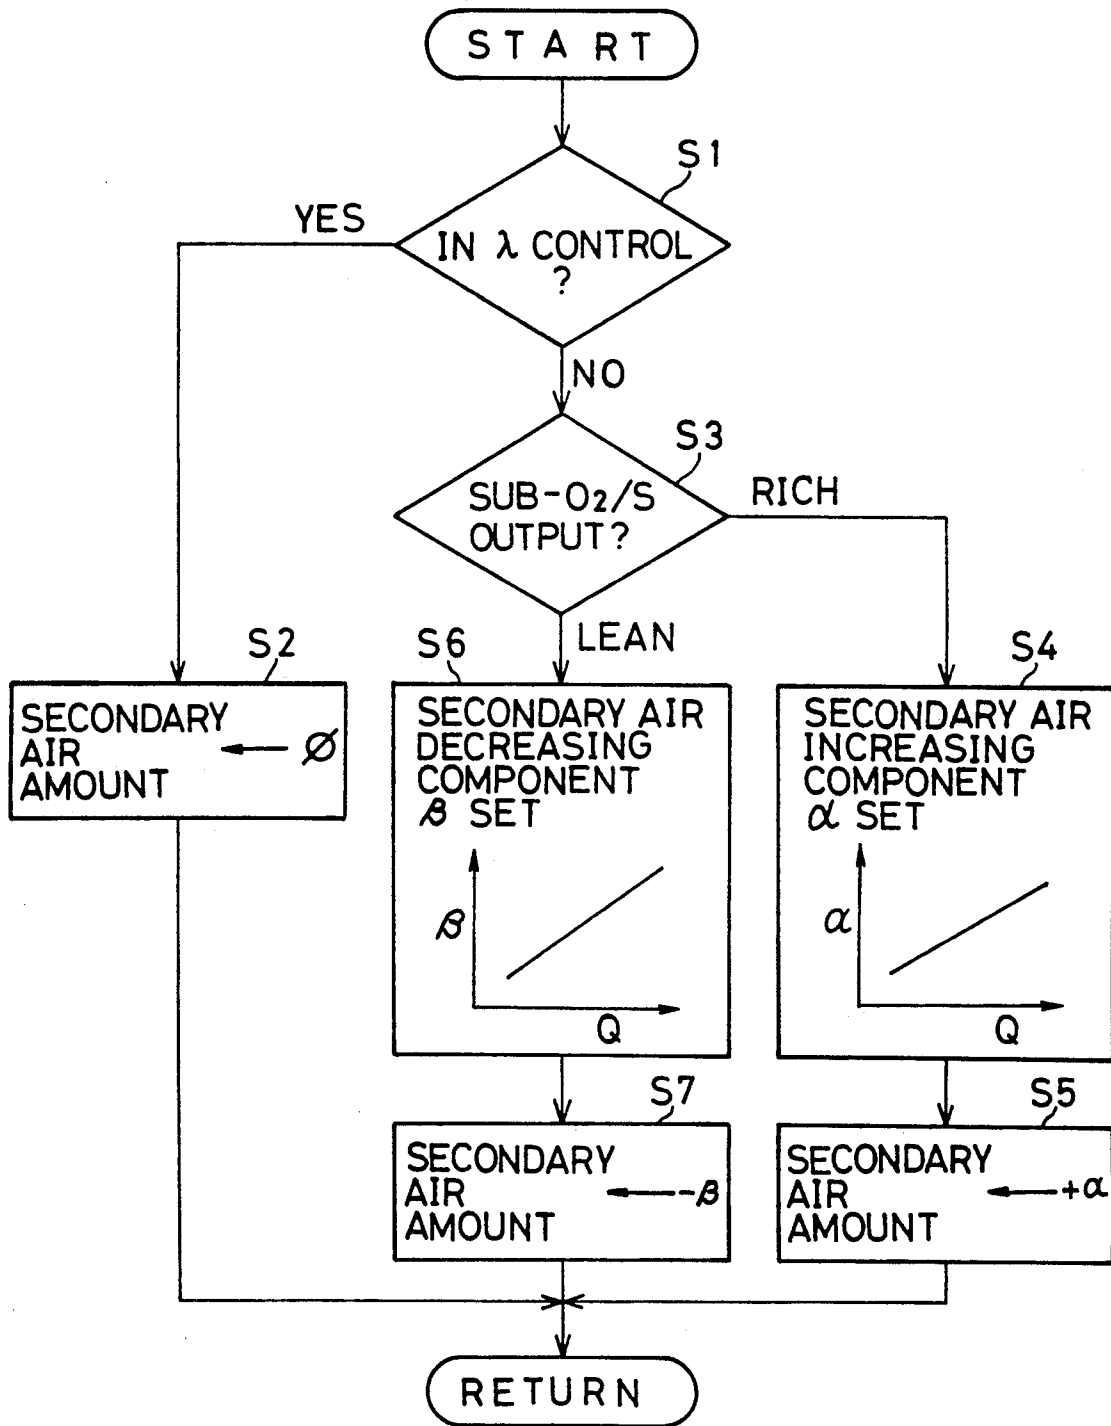 START
S1
YES
IN λ CONTROL
?
NO
S3
SUB-O2/S
OUTPUT?
RICH
LEAN
S2
SECONDARY
AIR ← Ø
AMOUNT
S6
SECONDARY AIR
DECREASING
COMPONENT
β SET
β
Q
S4
SECONDARY AIR
INCREASING
COMPONENT
α SET
α
Q
S7
SECONDARY
AIR ← -β
AMOUNT
S5
SECONDARY
AIR ← +α
AMOUNT
RETURN